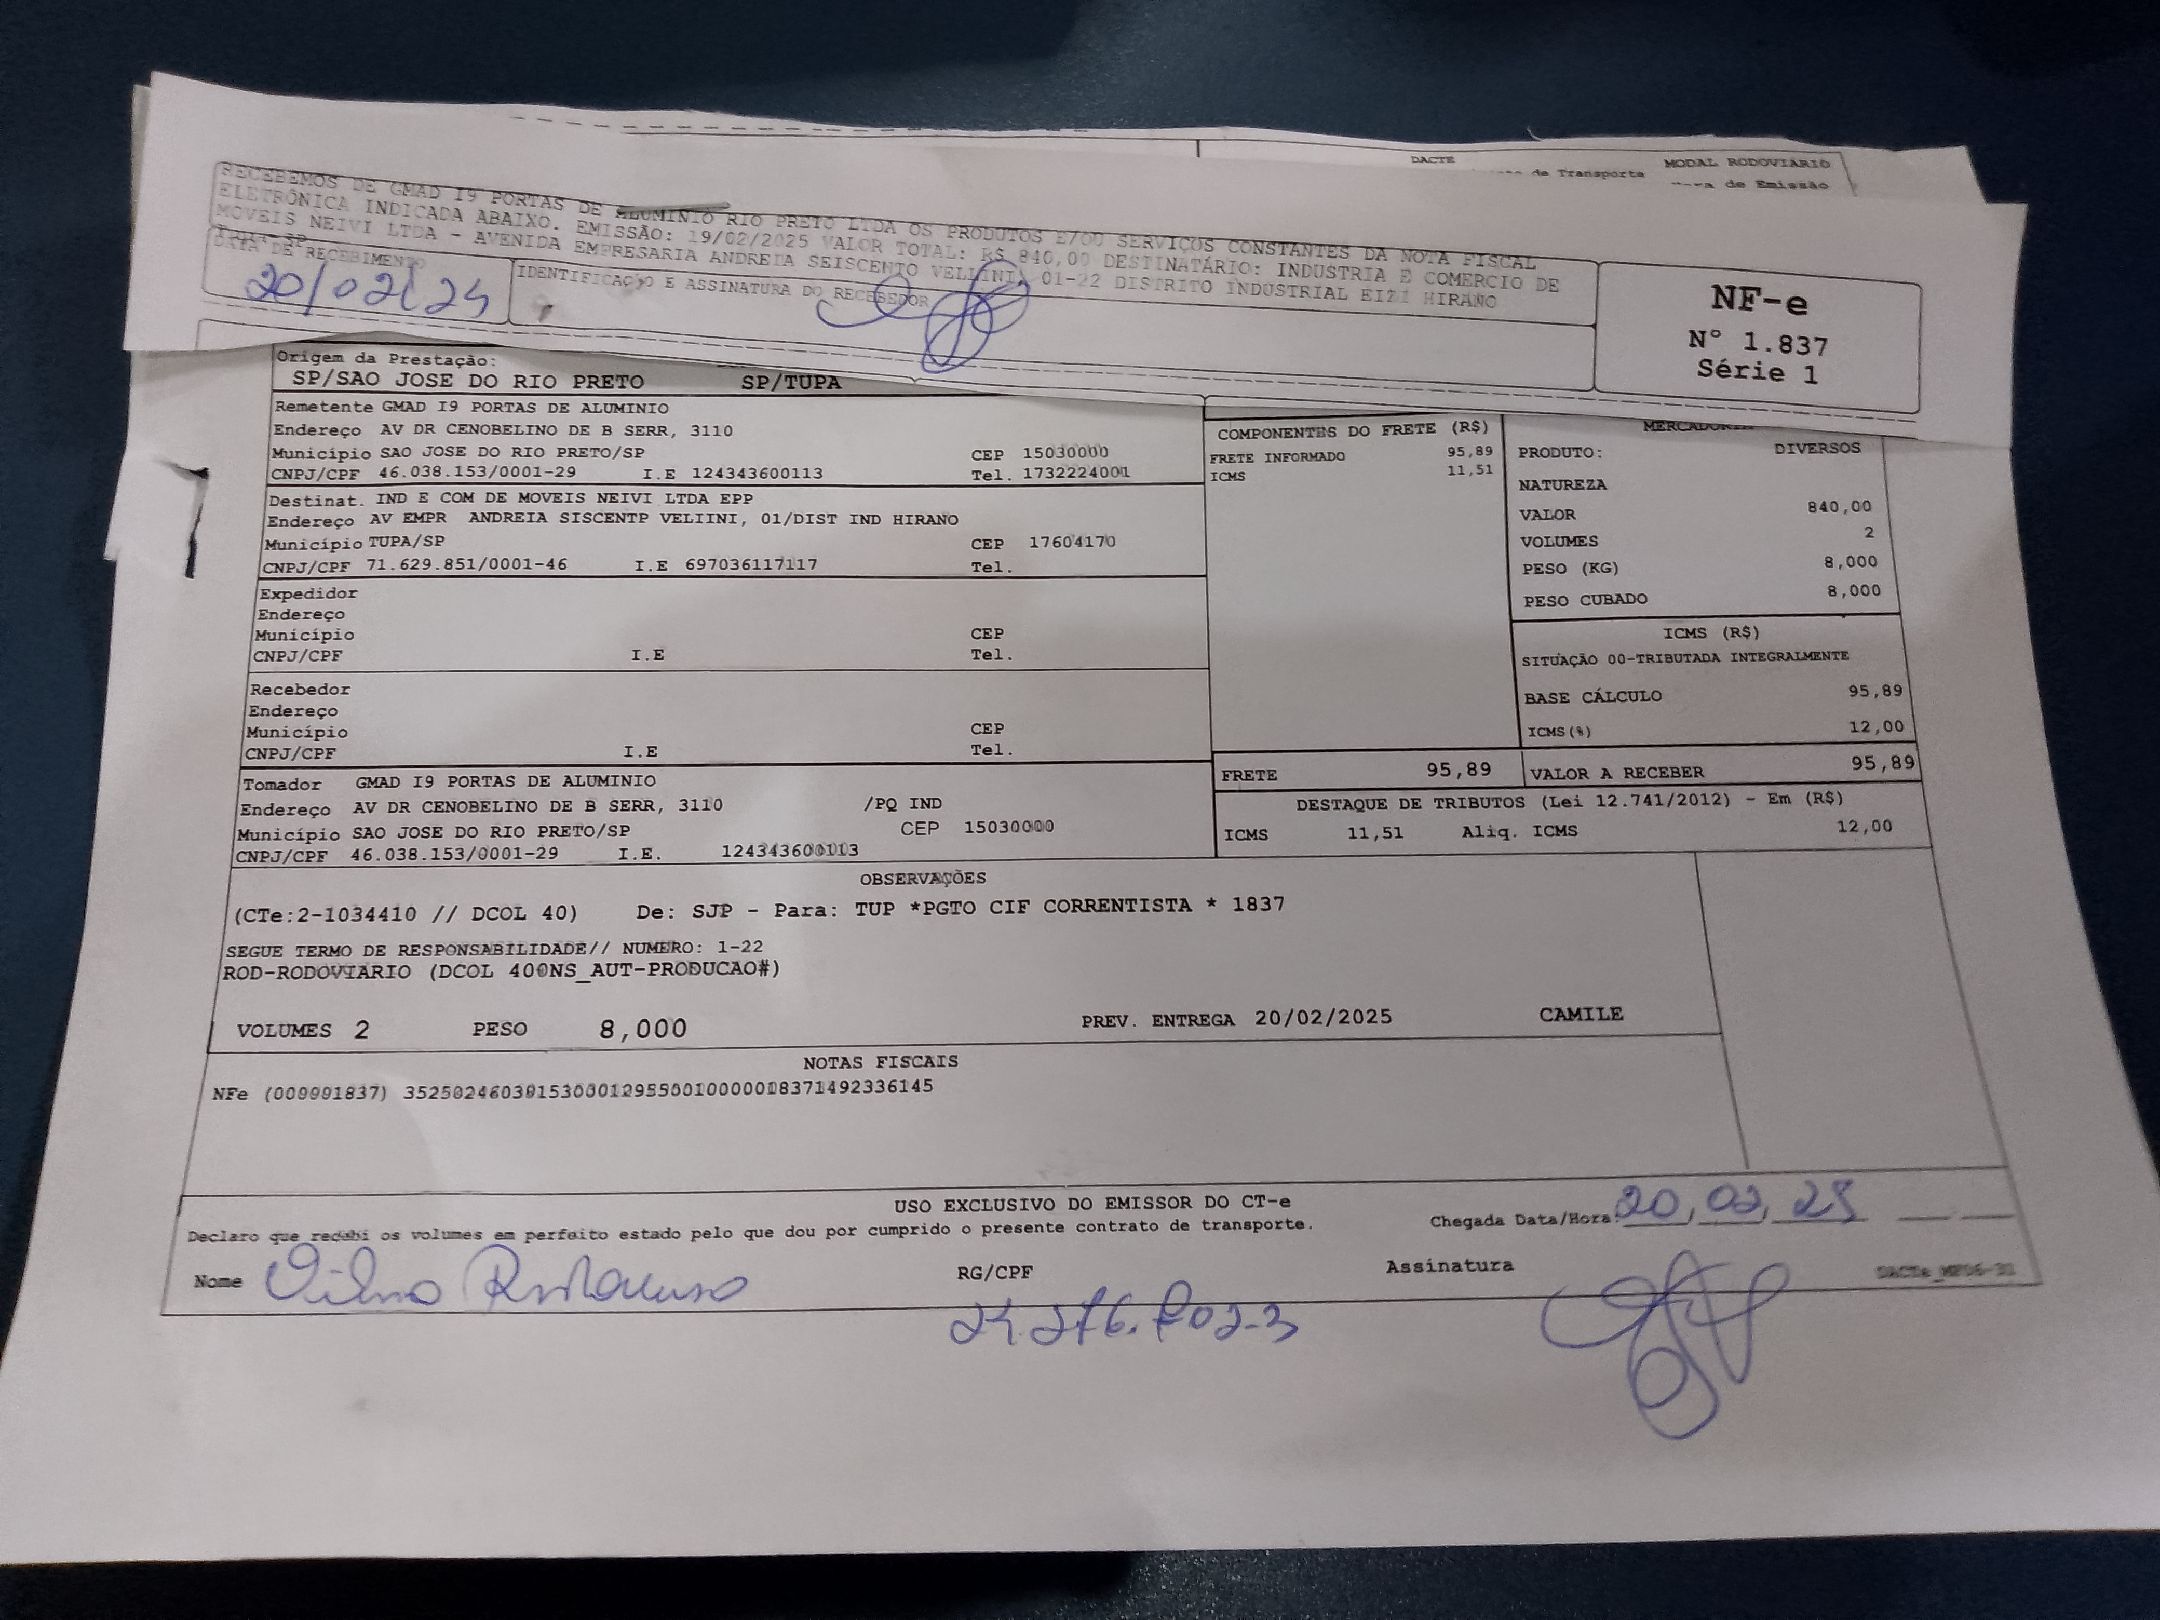 DACTE
MODAL RODOVIARIO
de Transporte
de Emissão
RECEBEMOS DE GMAD I9 PORTAS DE ALUMINIO RIO PRETO LTDA OS PRODUTOS E/OU SERVIÇOS CONSTANTES DA NOTA FISCAL
ELETRÔNICA INDICADA ABAIXO. EMISSÃO: 19/02/2025 VALOR TOTAL: R$ 840,00 DESTINATÁRIO: INDUSTRIA E COMERCIO DE
MOVEIS NEIVI LTDA - AVENIDA EMPRESARIA ANDREIA SEISCENTO VELLINI, 01-22 DISTRITO INDUSTRIAL EIZI HIRANO
DATA DE RECEBIMENTO
20/02/25
IDENTIFICAÇÃO E ASSINATURA DO RECEBEDOR
NF-e
Nº 1.837
Série 1
Origem da Prestação:
SP/SAO JOSE DO RIO PRETO SP/TUPA
Remetente GMAD I9 PORTAS DE ALUMINIO
Endereço AV DR CENOBELINO DE B SERR, 3110
Município SAO JOSE DO RIO PRETO/SP CEP 15030000
CNPJ/CPF 46.038.153/0001-29 I.E 124343600113 Tel. 1732224001
Destinat. IND E COM DE MOVEIS NEIVI LTDA EPP
Endereço AV EMPR ANDREIA SISCENTP VELIINI, 01/DIST IND HIRANO
Município TUPA/SP CEP 17604170
CNPJ/CPF 71.629.851/0001-46 I.E 697036117117 Tel.
Expedidor
Endereço
Município CEP
CNPJ/CPF I.E Tel.
Recebedor
Endereço
Município CEP
CNPJ/CPF I.E Tel.
Tomador GMAD I9 PORTAS DE ALUMINIO
Endereço AV DR CENOBELINO DE B SERR, 3110 /PQ IND
Município SAO JOSE DO RIO PRETO/SP CEP 15030000
CNPJ/CPF 46.038.153/0001-29 I.E. 124343600113
COMPONENTES DO FRETE (R$)
FRETE INFORMADO 95,89
ICMS 11,51
MERCADORIA
PRODUTO: DIVERSOS
NATUREZA
VALOR 840,00
VOLUMES 2
PESO (KG) 8,000
PESO CUBADO 8,000
ICMS (R$)
SITUAÇÃO 00-TRIBUTADA INTEGRALMENTE
BASE CÁLCULO 95,89
ICMS(%) 12,00
FRETE 95,89 VALOR A RECEBER 95,89
DESTAQUE DE TRIBUTOS (Lei 12.741/2012) - Em (R$)
ICMS 11,51 Aliq. ICMS 12,00
OBSERVAÇÕES
(CTe:2-1034410 // DCOL 40) De: SJP - Para: TUP *PGTO CIF CORRENTISTA * 1837
SEGUE TERMO DE RESPONSABILIDADE// NUMERO: 1-22
ROD-RODOVIARIO (DCOL 400NS_AUT-PRODUCAO#)
VOLUMES 2 PESO 8,000 PREV. ENTREGA 20/02/2025 CAMILE
NOTAS FISCAIS
NFe (000001837) 35250246038153000129550010000018371492336145
USO EXCLUSIVO DO EMISSOR DO CT-e
Declaro que recebi os volumes em perfeito estado pelo que dou por cumprido o presente contrato de transporte.
Chegada Data/Hora 20, 02, 25
Nome
RG/CPF
Assinatura